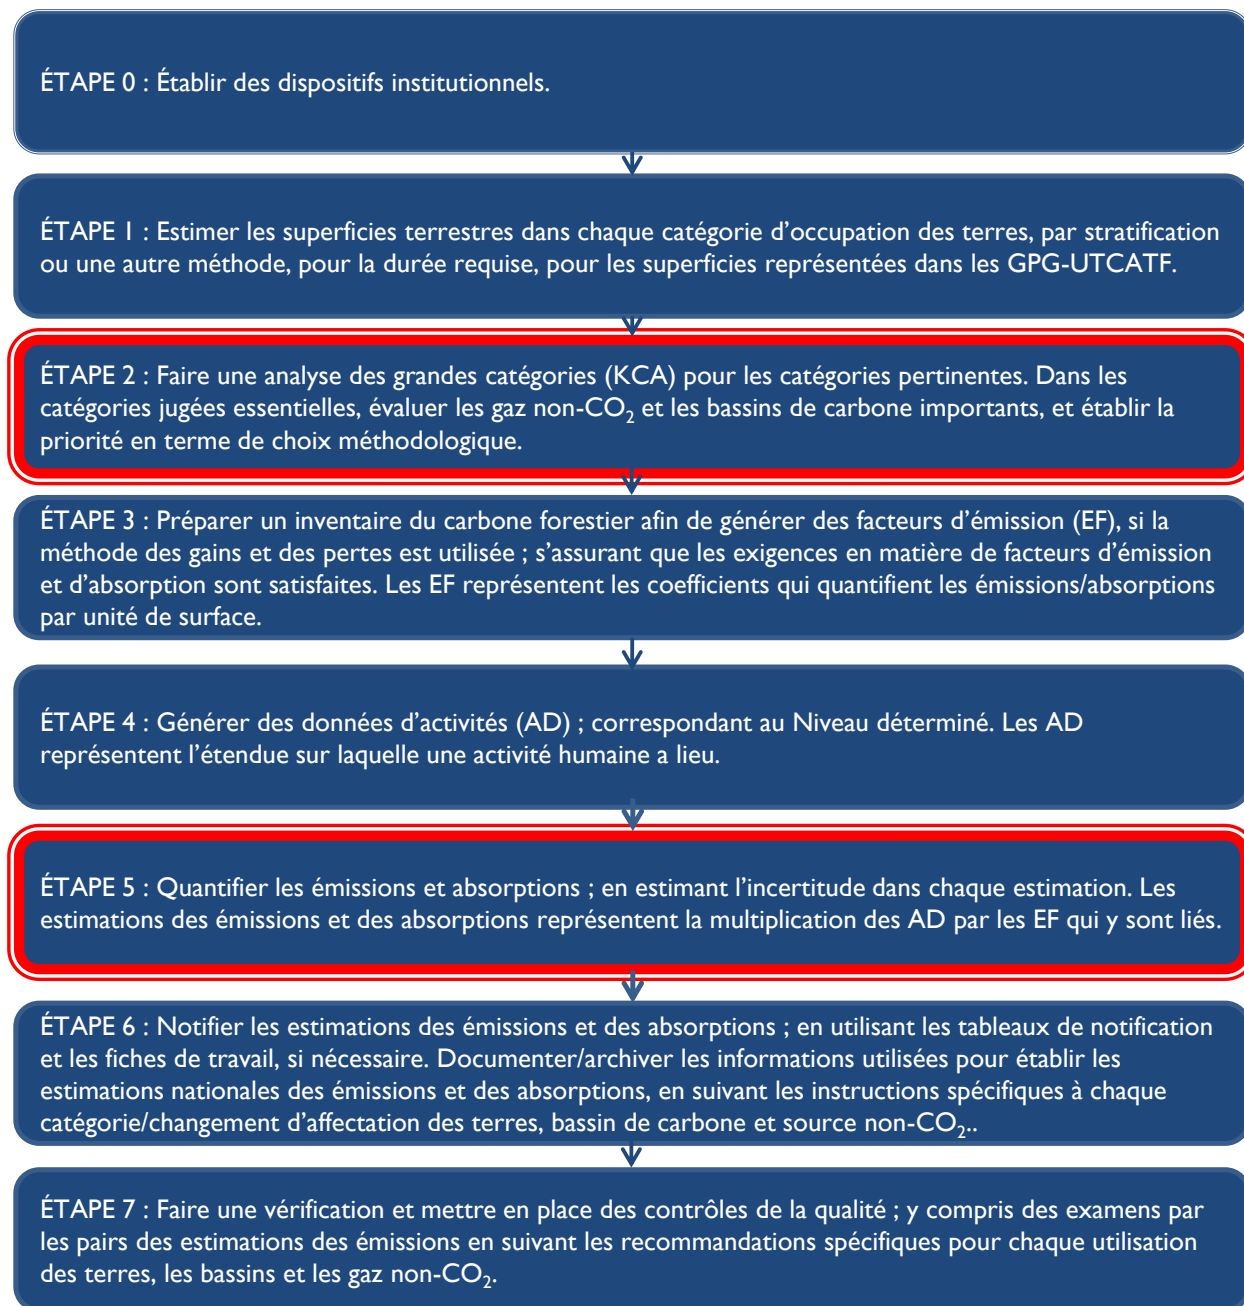 ÉTAPE 0 : Établir des dispositifs institutionnels.
ÉTAPE 1 : Estimer les superficies terrestres dans chaque catégorie d’occupation des terres, par stratification
ou une autre méthode, pour la durée requise, pour les superficies représentées dans les GPG-UTCATF.
ÉTAPE 2 : Faire une analyse des grandes catégories (KCA) pour les catégories pertinentes. Dans les
catégories jugées essentielles, évaluer les gaz non-CO₂ et les bassins de carbone importants, et établir la
priorité en terme de choix méthodologique.
ÉTAPE 3 : Préparer un inventaire du carbone forestier afin de générer des facteurs d’émission (EF), si la
méthode des gains et des pertes est utilisée ; s’assurant que les exigences en matière de facteurs d’émission
et d’absorption sont satisfaites. Les EF représentent les coefficients qui quantifient les émissions/absorptions
par unité de surface.
ÉTAPE 4 : Générer des données d’activités (AD) ; correspondant au Niveau déterminé. Les AD
représentent l’étendue sur laquelle une activité humaine a lieu.
ÉTAPE 5 : Quantifier les émissions et absorptions ; en estimant l’incertitude dans chaque estimation. Les
estimations des émissions et des absorptions représentent la multiplication des AD par les EF qui y sont liés.
ÉTAPE 6 : Notifier les estimations des émissions et des absorptions ; en utilisant les tableaux de notification
et les fiches de travail, si nécessaire. Documenter/archiver les informations utilisées pour établir les
estimations nationales des émissions et des absorptions, en suivant les instructions spécifiques à chaque
catégorie/changement d’affectation des terres, bassin de carbone et source non-CO₂..
ÉTAPE 7 : Faire une vérification et mettre en place des contrôles de la qualité ; y compris des examens par
les pairs des estimations des émissions en suivant les recommandations spécifiques pour chaque utilisation
des terres, les bassins et les gaz non-CO₂.